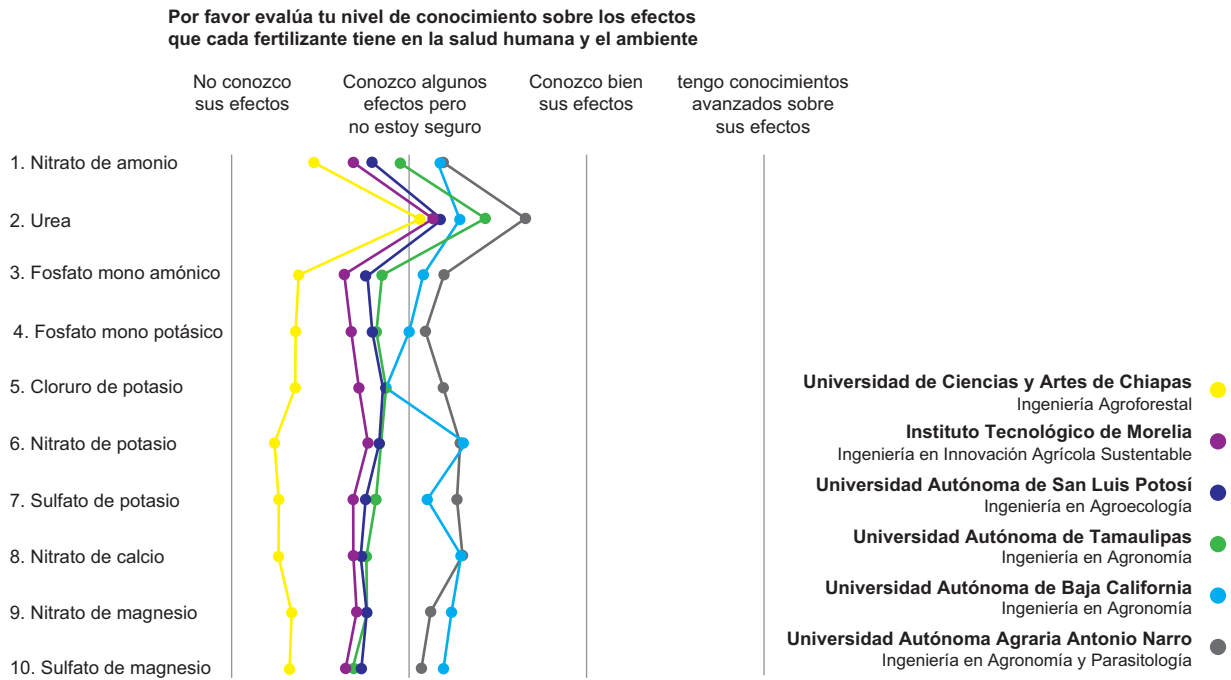 Por favor evalúa tu nivel de conocimiento sobre los efectos
que cada fertilizante tiene en la salud humana y el ambiente
No conozco
sus efectos
Conozco algunos
efectos pero
no estoy seguro
Conozco bien
sus efectos
tengo conocimientos
avanzados sobre
sus efectos
1. Nitrato de amonio
2. Urea
3. Fosfato mono amónico
4. Fosfato mono potásico
5. Cloruro de potasio
6. Nitrato de potasio
7. Sulfato de potasio
8. Nitrato de calcio
9. Nitrato de magnesio
10. Sulfato de magnesio
Universidad de Ciencias y Artes de Chiapas
Ingeniería Agroforestal
Instituto Tecnológico de Morelia
Ingeniería en Innovación Agrícola Sustentable
Universidad Autónoma de San Luis Potosí
Ingeniería en Agroecología
Universidad Autónoma de Tamaulipas
Ingeniería en Agronomía
Universidad Autónoma de Baja California
Ingeniería en Agronomía
Universidad Autónoma Agraria Antonio Narro
Ingeniería en Agronomía y Parasitología